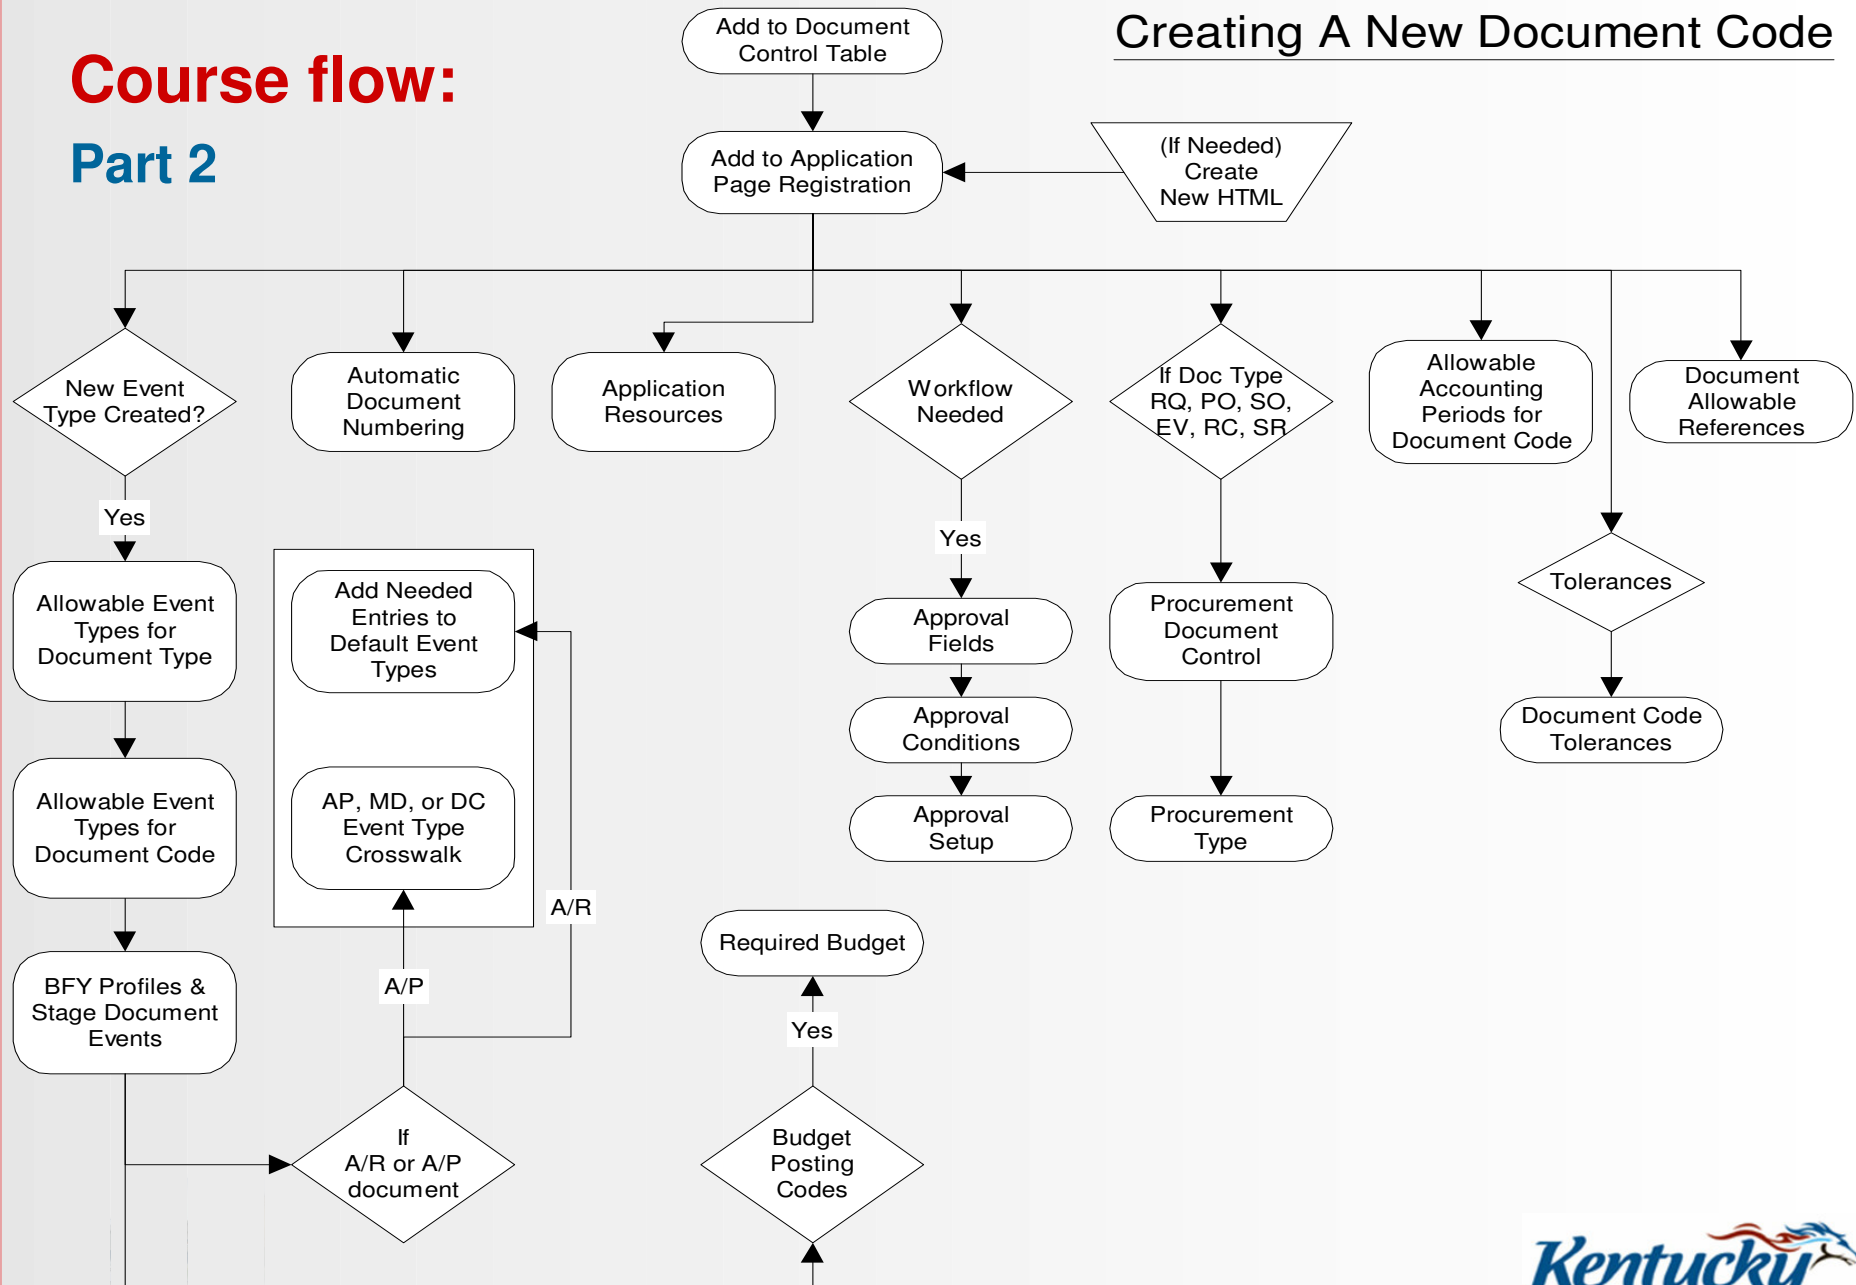 Creating A New Document Code
Course flow:
Part 2
Add to Document
Control Table
Add to Application
Page Registration
(If Needed)
Create
New HTML
New Event
Type Created?
Automatic
Document
Numbering
Application
Resources
Workflow
Needed
If Doc Type
RQ, PO, SO,
EV, RC, SR
Allowable
Accounting
Periods for
Document Code
Document
Allowable
References
Yes
Yes
Tolerances
Allowable Event
Types for
Document Type
Add Needed
Entries to
Default Event
Types
Approval
Fields
Procurement
Document
Control
Approval
Conditions
Document Code
Tolerances
Allowable Event
Types for
Document Code
AP, MD, or DC
Event Type
Crosswalk
Approval
Setup
Procurement
Type
A/R
Required Budget
BFY Profiles &
Stage Document
Events
A/P
Yes
If
A/R or A/P
document
Budget
Posting
Codes
Kentucky